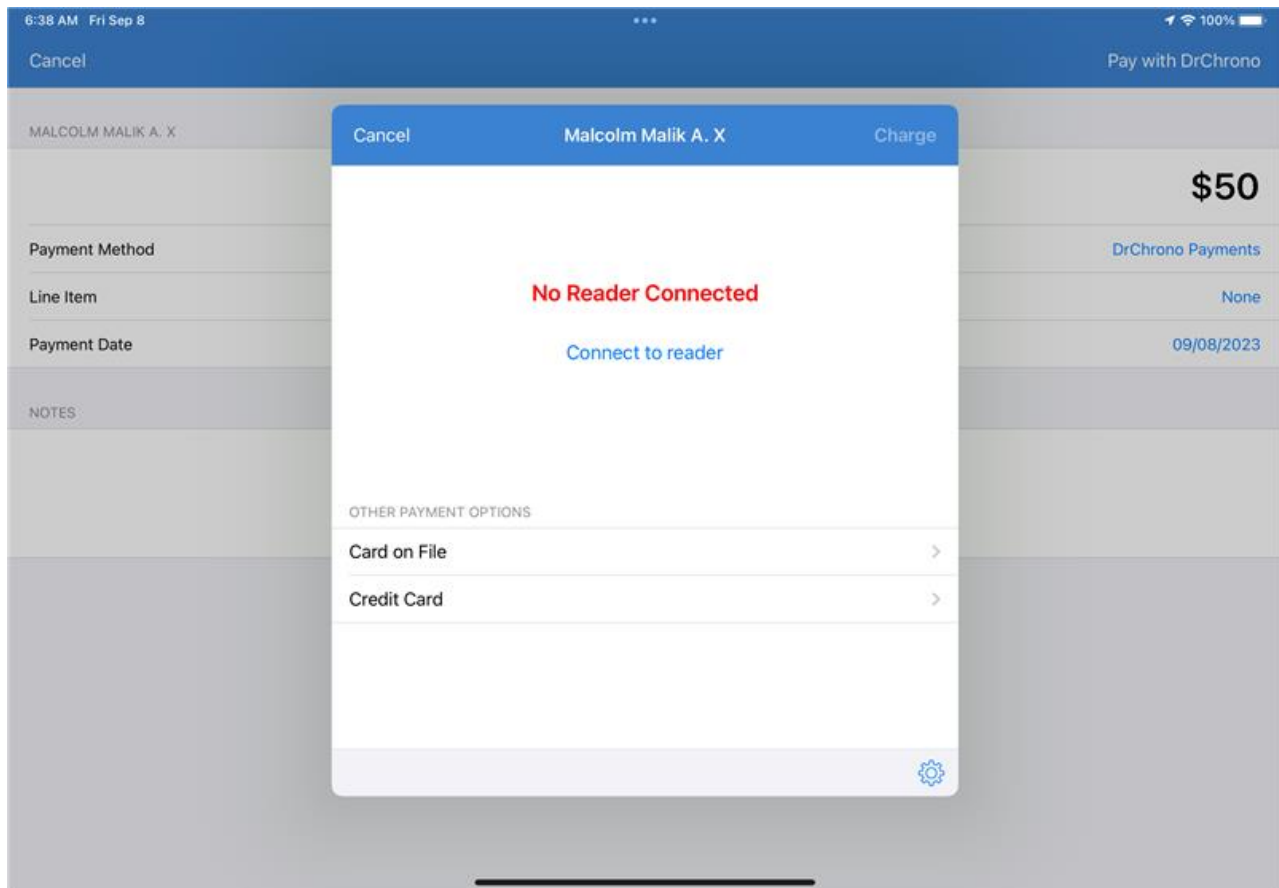 6:38 AM Fri Sep 8 100%
Cancel Pay with DrChrono
MALCOLM MALIK A. X
$50
Payment Method DrChrono Payments
Line Item None
Payment Date 09/08/2023
NOTES
Cancel Malcolm Malik A. X Charge
No Reader Connected
Connect to reader
OTHER PAYMENT OPTIONS
Card on File
Credit Card